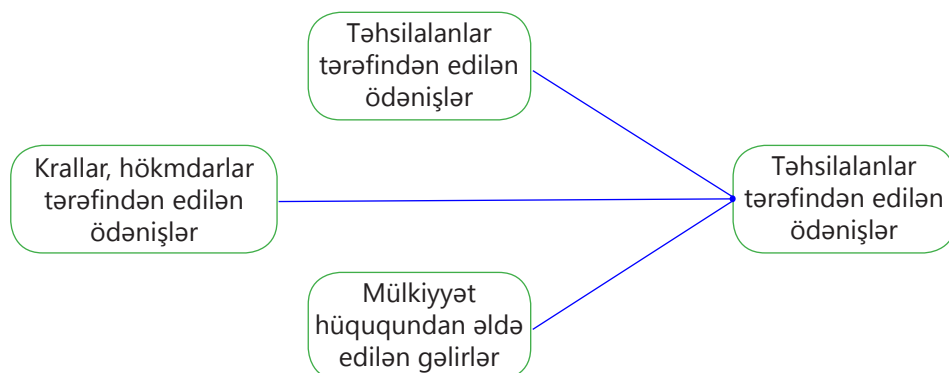 Təhsilalanlar
tərəfindən edilən
ödənişlər
Krallar, hökmdarlar
tərəfindən edilən
ödənişlər
Təhsilalanlar
tərəfindən edilən
ödənişlər
Mülkiyyət
hüququndan əldə
edilən gəlirlər